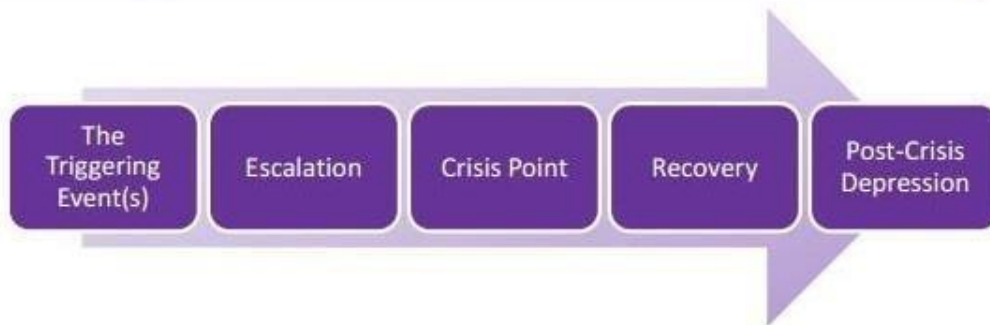 The
Triggering
Event(s)
Escalation
Crisis Point
Recovery
Post-Crisis
Depression